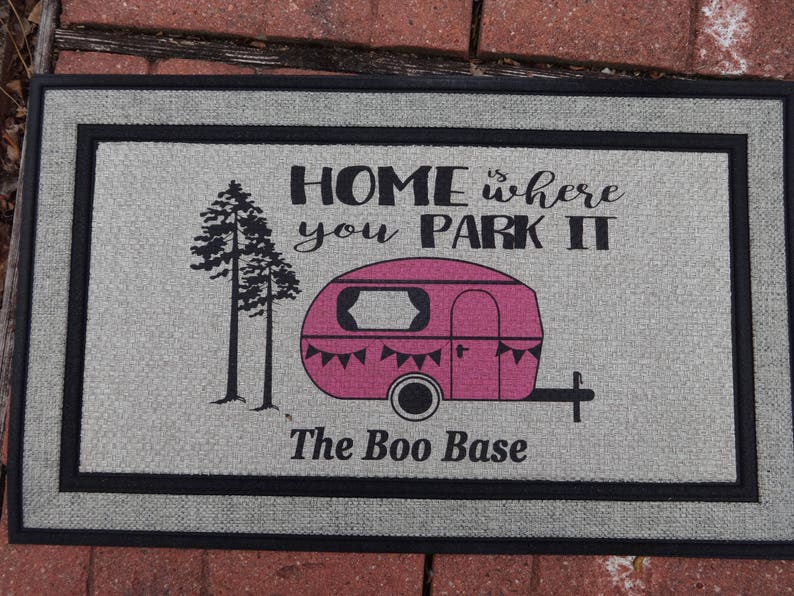 HOME is where
you PARK IT
The Boo Base